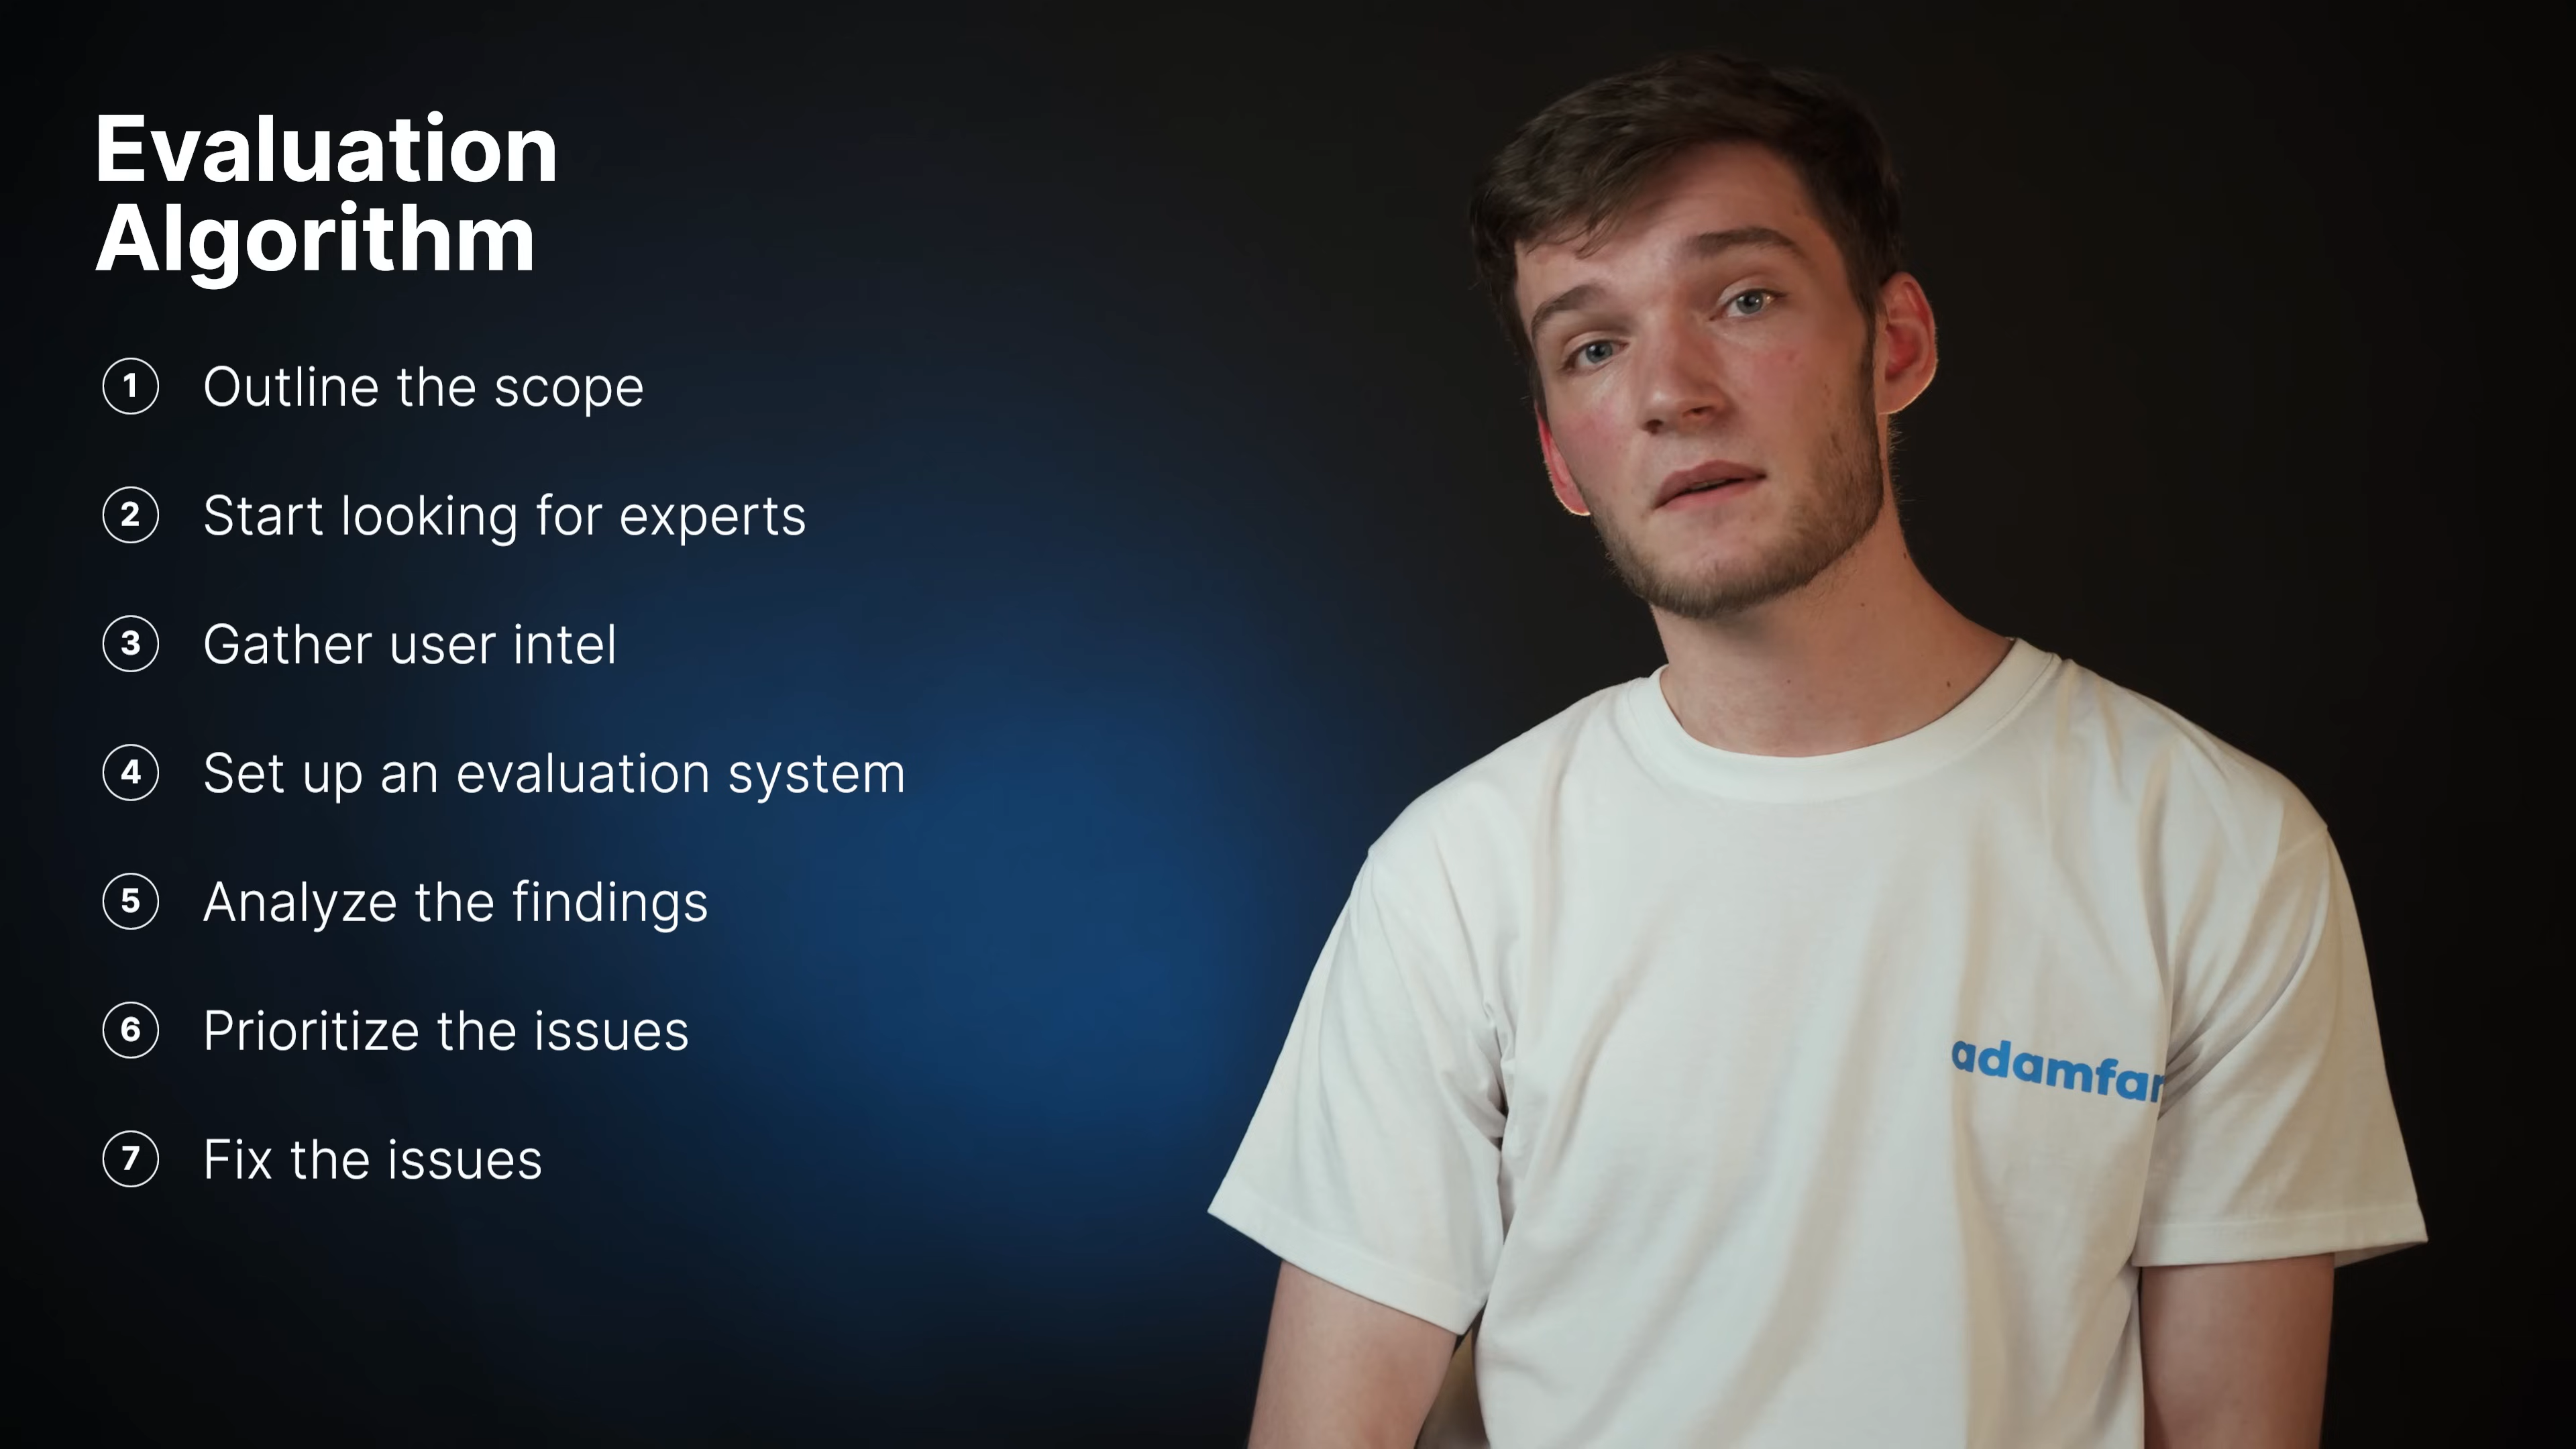 Evaluation
Algorithm
1 Outline the scope
2 Start looking for experts
3 Gather user intel
4 Set up an evaluation system
5 Analyze the findings
6 Prioritize the issues
7 Fix the issues
adamfar